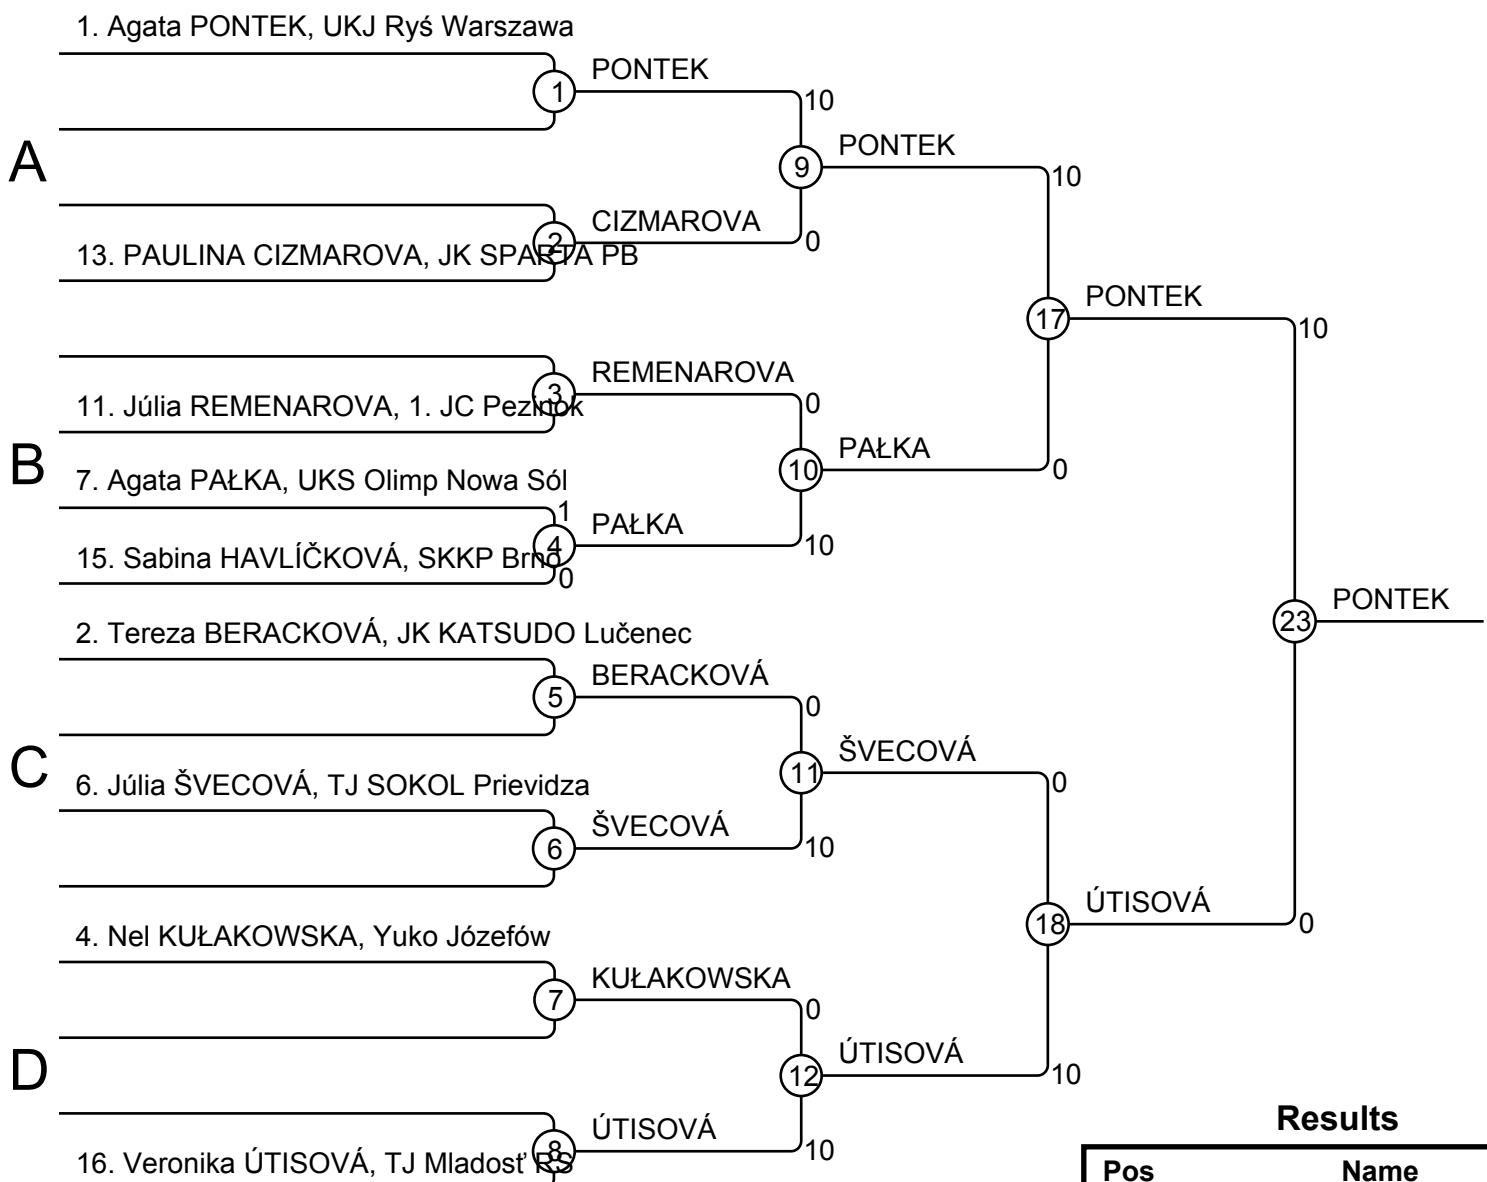 1. Agata PONTEK, UKJ Ryś Warszawa
PONTEK
1
10
PONTEK
9
A
10
CIZMAROVA
2
0
13. PAULINA CIZMAROVA, JK SPARTA PB
PONTEK
17
10
REMENAROVA
3
0
11. Júlia REMENAROVA, 1. JC Pezinok
B
PAŁKA
10
0
7. Agata PAŁKA, UKS Olimp Nowa Sól
1
PAŁKA
4
10
15. Sabina HAVLÍČKOVÁ, SKKP Brno
0
PONTEK
23
2. Tereza BERACKOVÁ, JK KATSUDO Lučenec
BERACKOVÁ
5
0
C
ŠVECOVÁ
11
0
6. Júlia ŠVECOVÁ, TJ SOKOL Prievidza
ŠVECOVÁ
6
10
ÚTISOVÁ
18
0
4. Nel KUŁAKOWSKA, Yuko Józefów
KUŁAKOWSKA
7
0
D
ÚTISOVÁ
12
10
ÚTISOVÁ
8
10
16. Veronika ÚTISOVÁ, TJ Mladosť RS
Results
Pos Name